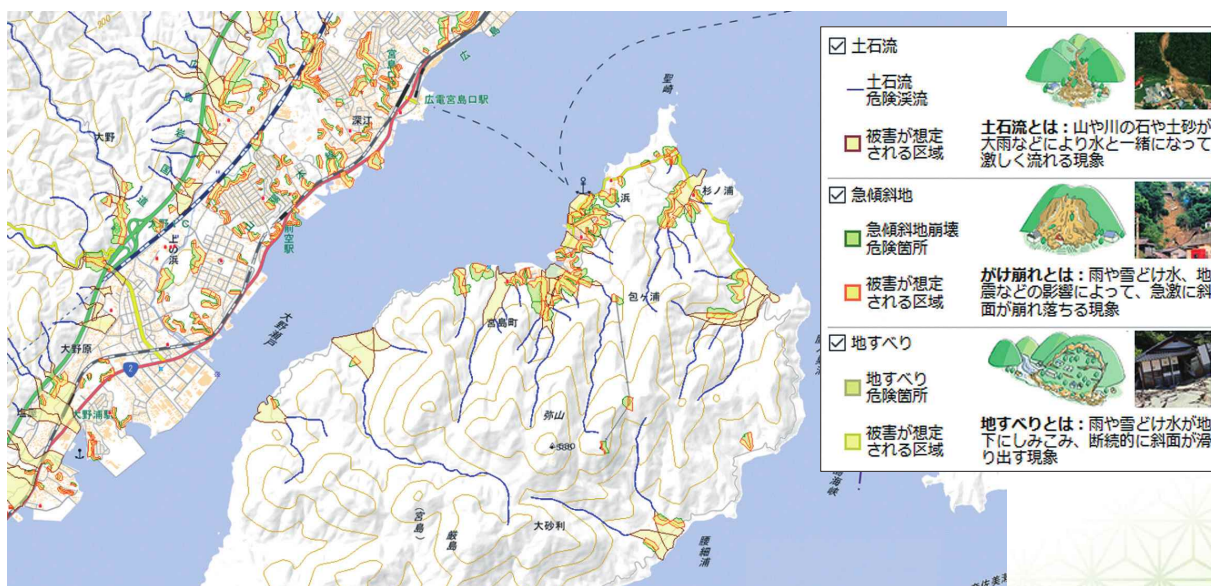 聖崎
広電宮島口駅
深江
大野
杉ノ浦
浜
前空駅
上の浜
包ヶ浦
宮島町
大野瀬戸
大野原
2
大野浦駅
弥山
大砂利
(宮島)
厳島
腰細浦
土石流
土石流
危険渓流
被害が想定
される区域
土石流とは:山や川の石や土砂が
大雨などにより水と一緒になって
激しく流れる現象
急傾斜地
急傾斜地崩壊
危険箇所
被害が想定
される区域
がけ崩れとは:雨や雪どけ水、地
震などの影響によって、急激に斜
面が崩れ落ちる現象
地すべり
地すべり
危険箇所
被害が想定
される区域
地すべりとは:雨や雪どけ水が地
下にしみこみ、断続的に斜面が滑
り出す現象